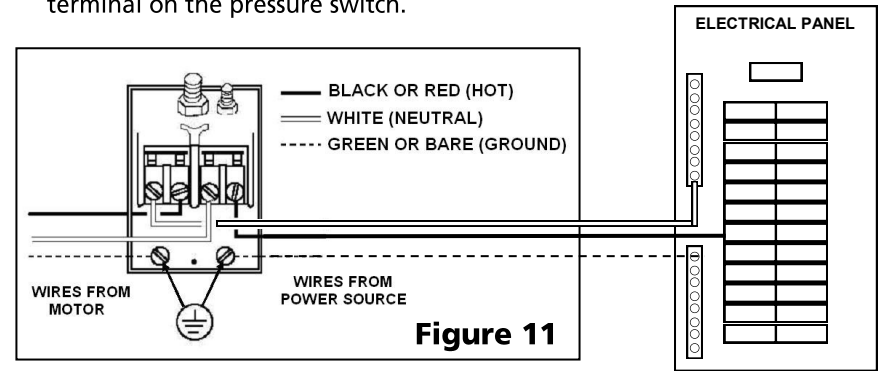 terminal on the pressure switch.
ELECTRICAL PANEL
BLACK OR RED (HOT)
WHITE (NEUTRAL)
GREEN OR BARE (GROUND)
WIRES FROM
MOTOR
WIRES FROM
POWER SOURCE
Figure 11